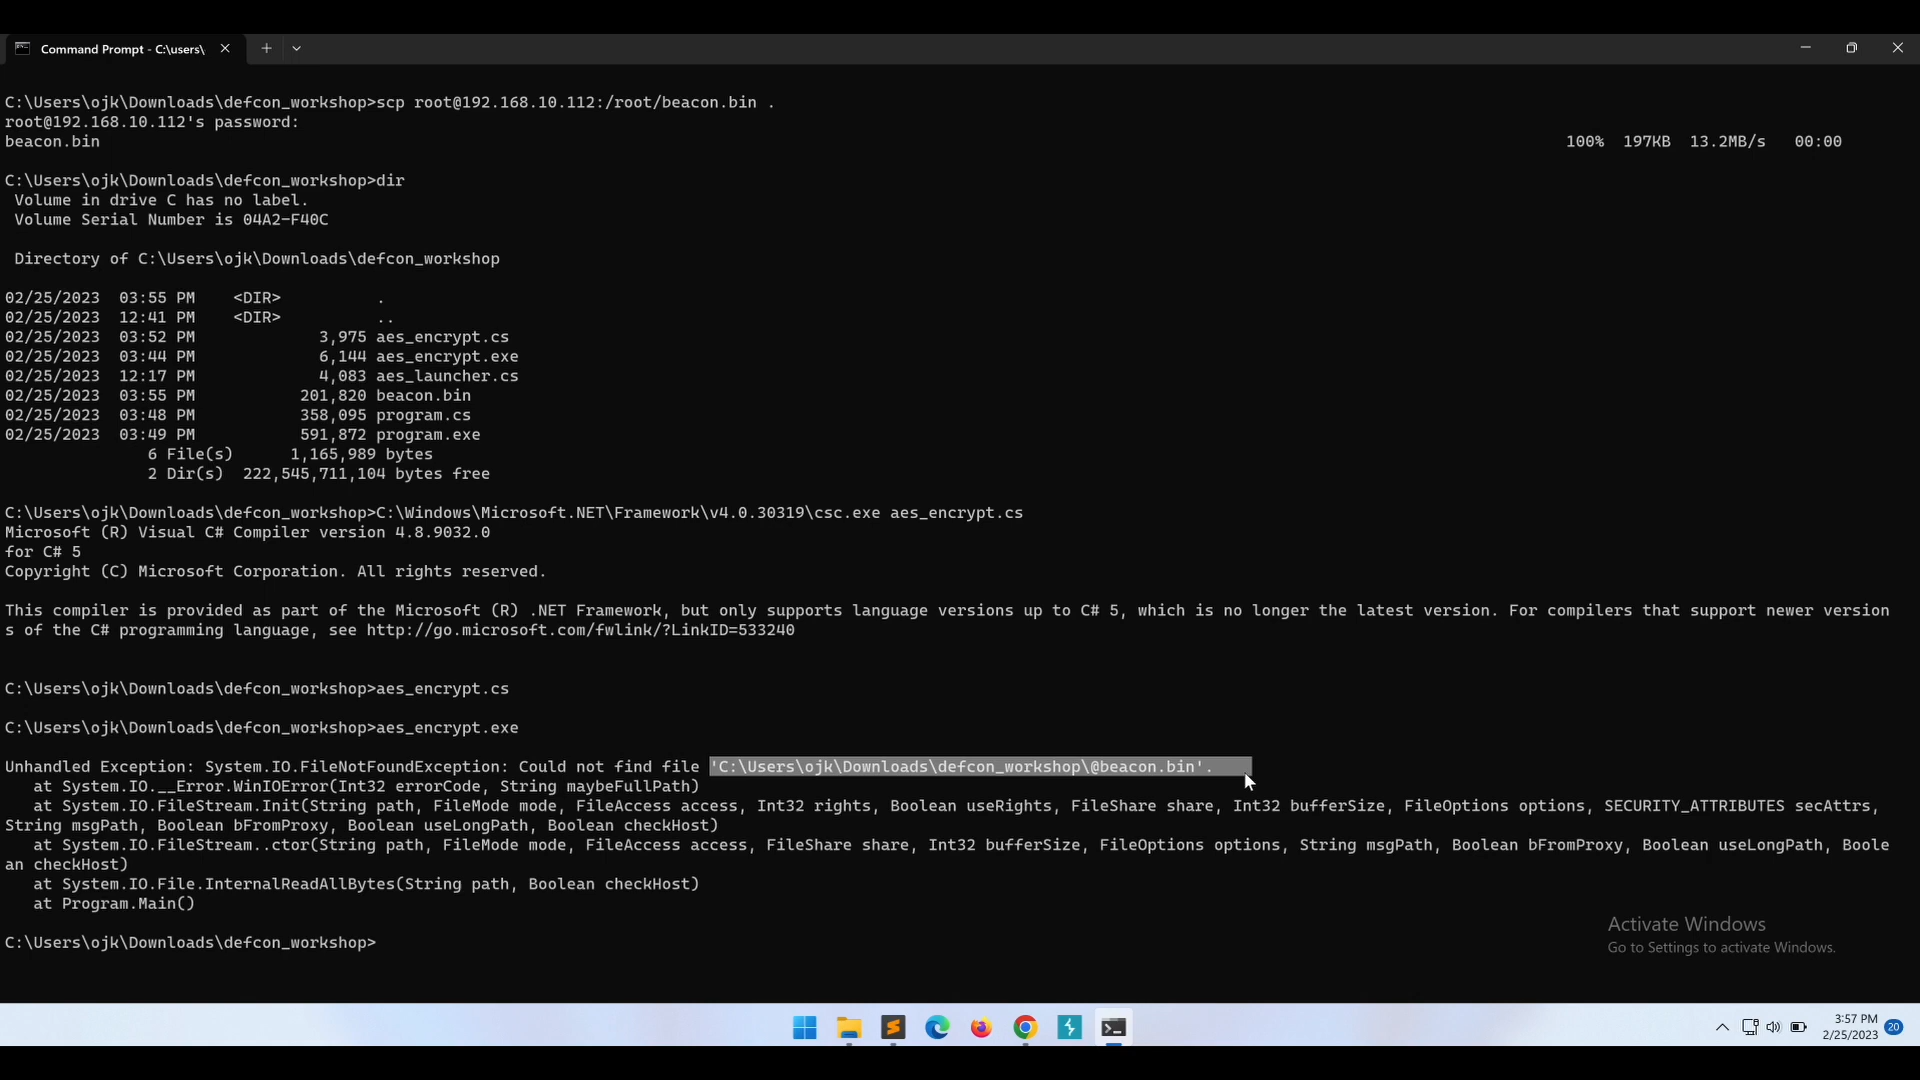 Command Prompt - C:\users\
C:\Users\ojk\Downloads\defcon_workshop>scp root@192.168.10.112:/root/beacon.bin .
root@192.168.10.112's password:
beacon.bin 100% 197KB 13.2MB/s 00:00
C:\Users\ojk\Downloads\defcon_workshop>dir
Volume in drive C has no label.
Volume Serial Number is 04A2-F40C
Directory of C:\Users\ojk\Downloads\defcon_workshop
02/25/2023 03:55 PM <DIR> .
02/25/2023 12:41 PM <DIR> ..
02/25/2023 03:52 PM 3,975 aes_encrypt.cs
02/25/2023 03:44 PM 6,144 aes_encrypt.exe
02/25/2023 12:17 PM 4,083 aes_launcher.cs
02/25/2023 03:55 PM 201,820 beacon.bin
02/25/2023 03:48 PM 358,095 program.cs
02/25/2023 03:49 PM 591,872 program.exe
6 File(s) 1,165,989 bytes
2 Dir(s) 222,545,711,104 bytes free
C:\Users\ojk\Downloads\defcon_workshop>C:\Windows\Microsoft.NET\Framework\v4.0.30319\csc.exe aes_encrypt.cs
Microsoft (R) Visual C# Compiler version 4.8.9032.0
for C# 5
Copyright (C) Microsoft Corporation. All rights reserved.
This compiler is provided as part of the Microsoft (R) .NET Framework, but only supports language versions up to C# 5, which is no longer the latest version. For compilers that support newer version
s of the C# programming language, see http://go.microsoft.com/fwlink/?LinkID=533240
C:\Users\ojk\Downloads\defcon_workshop>aes_encrypt.cs
C:\Users\ojk\Downloads\defcon_workshop>aes_encrypt.exe
Unhandled Exception: System.IO.FileNotFoundException: Could not find file 'C:\Users\ojk\Downloads\defcon_workshop\@beacon.bin'.
at System.IO.__Error.WinIOError(Int32 errorCode, String maybeFullPath)
at System.IO.FileStream.Init(String path, FileMode mode, FileAccess access, Int32 rights, Boolean useRights, FileShare share, Int32 bufferSize, FileOptions options, SECURITY_ATTRIBUTES secAttrs,
String msgPath, Boolean bFromProxy, Boolean useLongPath, Boolean checkHost)
at System.IO.FileStream..ctor(String path, FileMode mode, FileAccess access, FileShare share, Int32 bufferSize, FileOptions options, String msgPath, Boolean bFromProxy, Boolean useLongPath, Boole
an checkHost)
at System.IO.File.InternalReadAllBytes(String path, Boolean checkHost)
at Program.Main()
C:\Users\ojk\Downloads\defcon_workshop>
Activate Windows
Go to Settings to activate Windows.
3:57 PM
2/25/2023
20